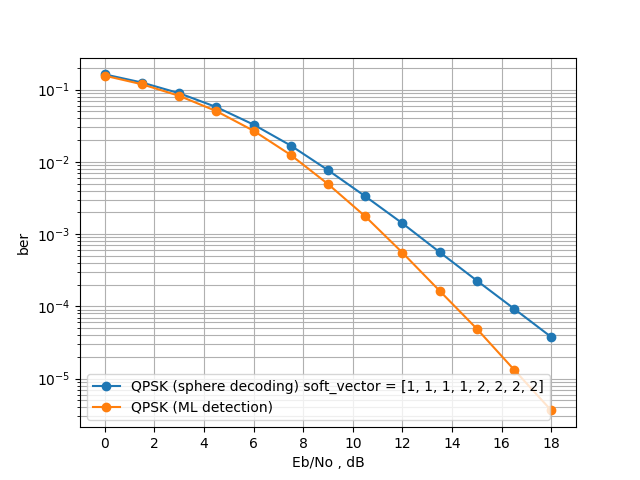 10⁻¹
10⁻²
10⁻³
10⁻⁴
10⁻⁵
ber
QPSK (sphere decoding) soft_vector = [1, 1, 1, 1, 2, 2, 2, 2]
QPSK (ML detection)
0 2 4 6 8 10 12 14 16 18
Eb/No , dB